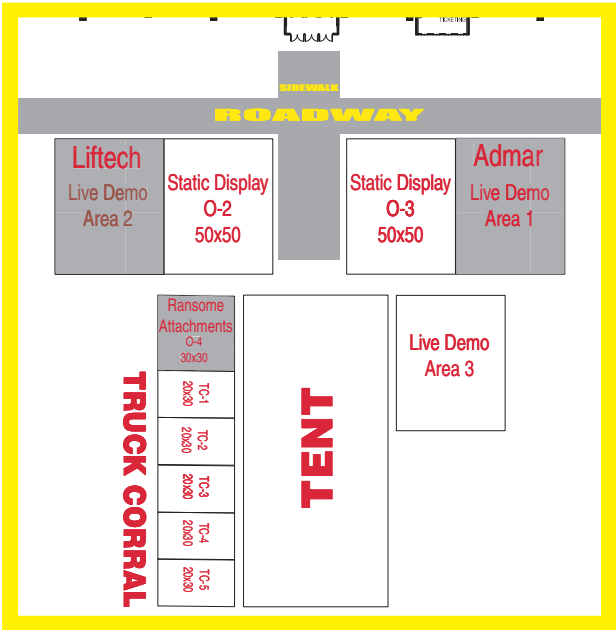 TICKETING
SIDEWALK
ROADWAY
Liftech
Live Demo
Area 2
Static Display
O-2
50x50
Static Display
O-3
50x50
Admar
Live Demo
Area 1
Ransome
Attachments
O-4
30x30
TRUCK CORRAL
TC-1
20x30
TC-2
20x30
TC-3
20x30
TC-4
20x30
TC-5
20x30
TENT
Live Demo
Area 3